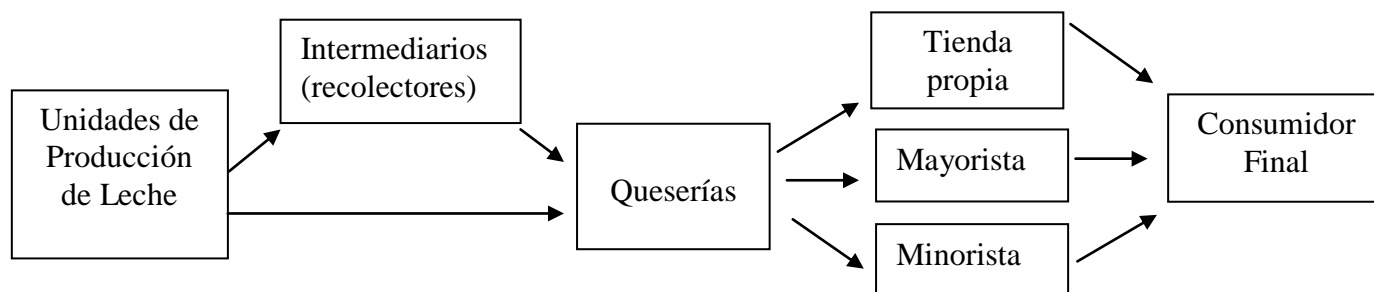 Unidades de
Producción
de Leche
Intermediarios
(recolectores)
Queserías
Tienda
propia
Mayorista
Minorista
Consumidor
Final